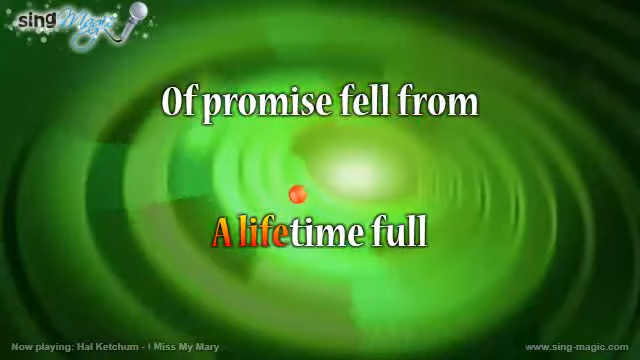 sing Magic
Of promise fell from
A lifetime full
Now playing: Hal Ketchum - I Miss My Mary
www.sing-magic.com